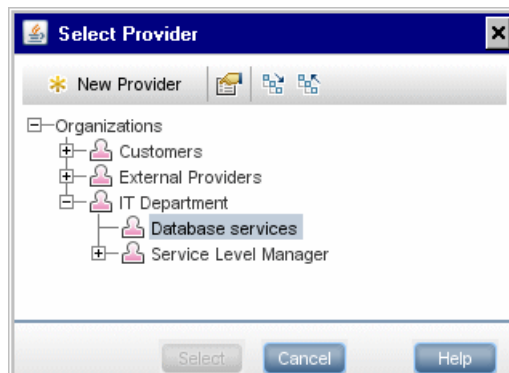 Select Provider
New Provider
Organizations
Customers
External Providers
IT Department
Database services
Service Level Manager
Select Cancel Help